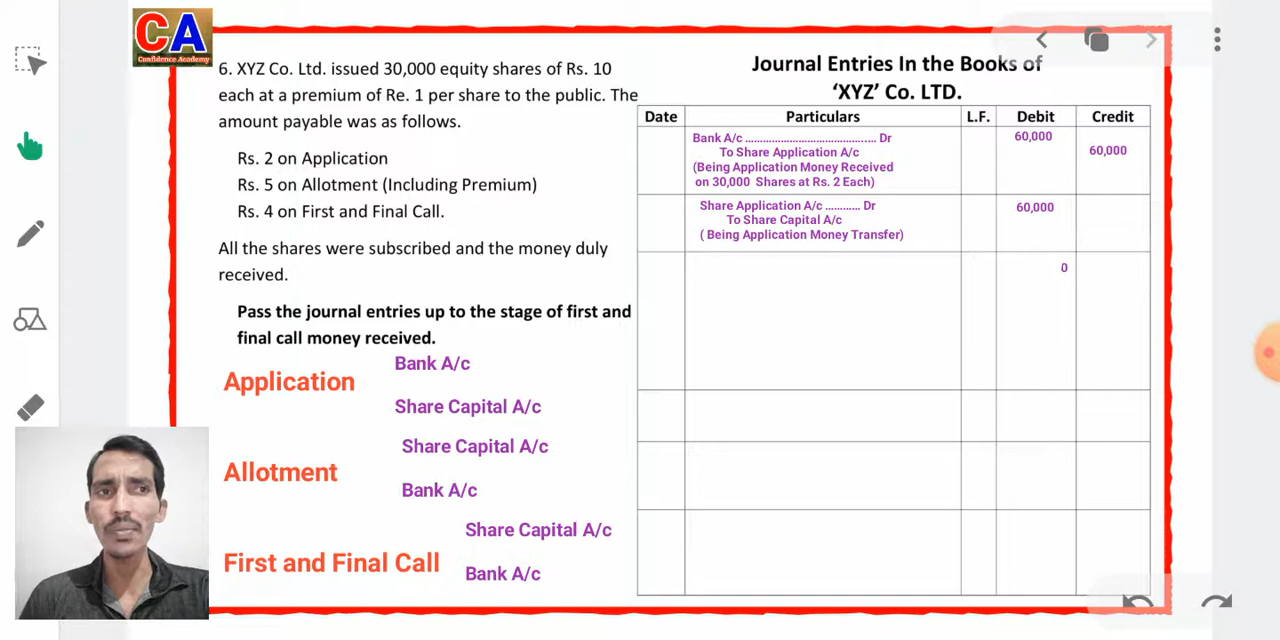 CA
Confidence Academy
6. XYZ Co. Ltd. issued 30,000 equity shares of Rs. 10
each at a premium of Re. 1 per share to the public. The
amount payable was as follows.
Rs. 2 on Application
Rs. 5 on Allotment (Including Premium)
Rs. 4 on First and Final Call.
All the shares were subscribed and the money duly
received.
Pass the journal entries up to the stage of first and
final call money received.
Application
Bank A/c
Share Capital A/c
Allotment
Share Capital A/c
Bank A/c
First and Final Call
Share Capital A/c
Bank A/c
Journal Entries In the Books of
‘XYZ’ Co. LTD.
Date Particulars L.F. Debit Credit
Bank A/c ........................................... Dr 60,000
To Share Application A/c 60,000
(Being Application Money Received
on 30,000 Shares at Rs. 2 Each)
Share Application A/c ............ Dr 60,000
To Share Capital A/c
( Being Application Money Transfer)
0